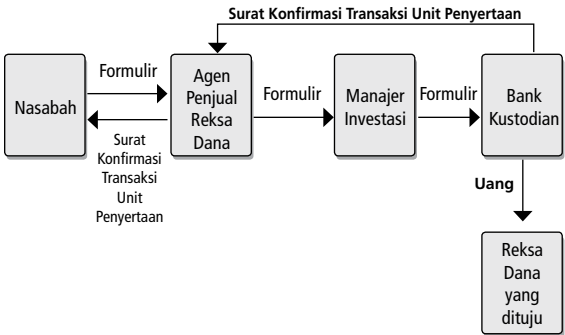 Surat Konfirmasi Transaksi Unit Penyertaan
Nasabah
Formulir
Surat
Konfirmasi
Transaksi
Unit
Penyertaan
Agen
Penjual
Reksa
Dana
Formulir
Manajer
Investasi
Formulir
Bank
Kustodian
Uang
Reksa
Dana
yang
dituju